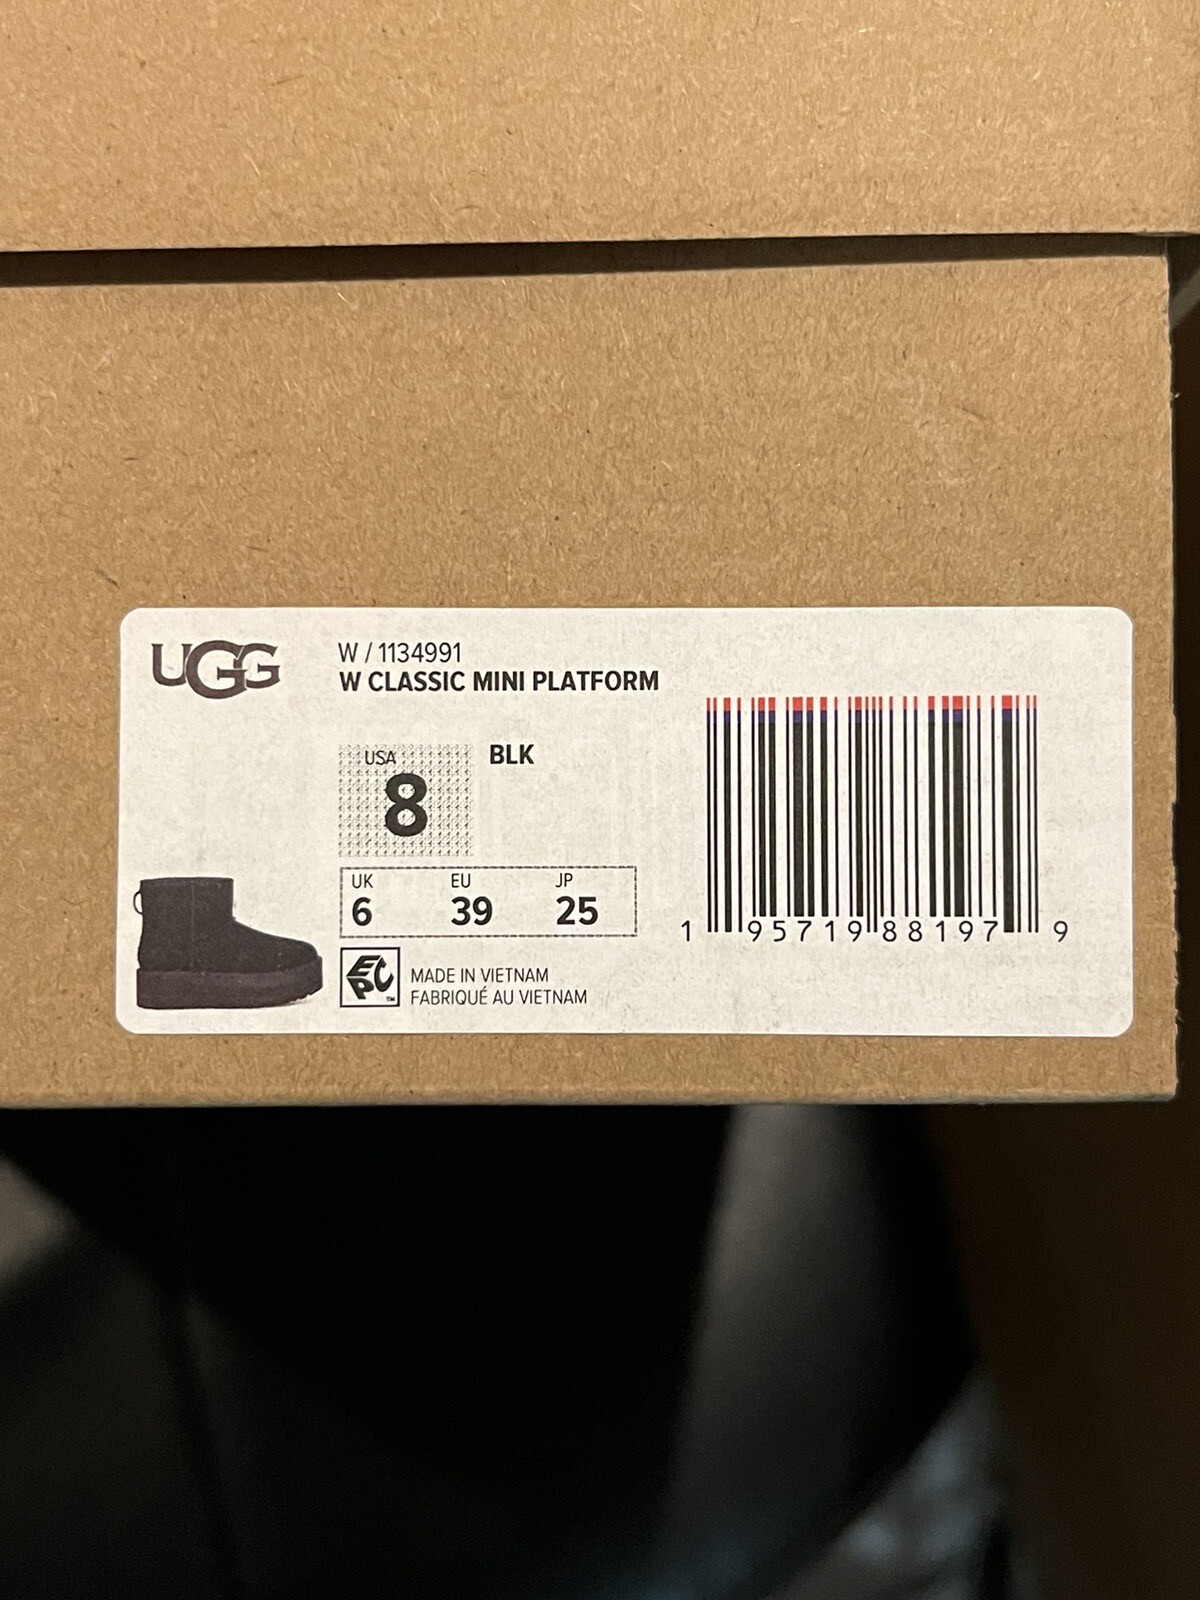 UGG
W / 1134991
W CLASSIC MINI PLATFORM
USA
8
BLK
UK EU JP
6 39 25
EPC™
MADE IN VIETNAM
FABRIQUÉ AU VIETNAM
1 95719 88197 9